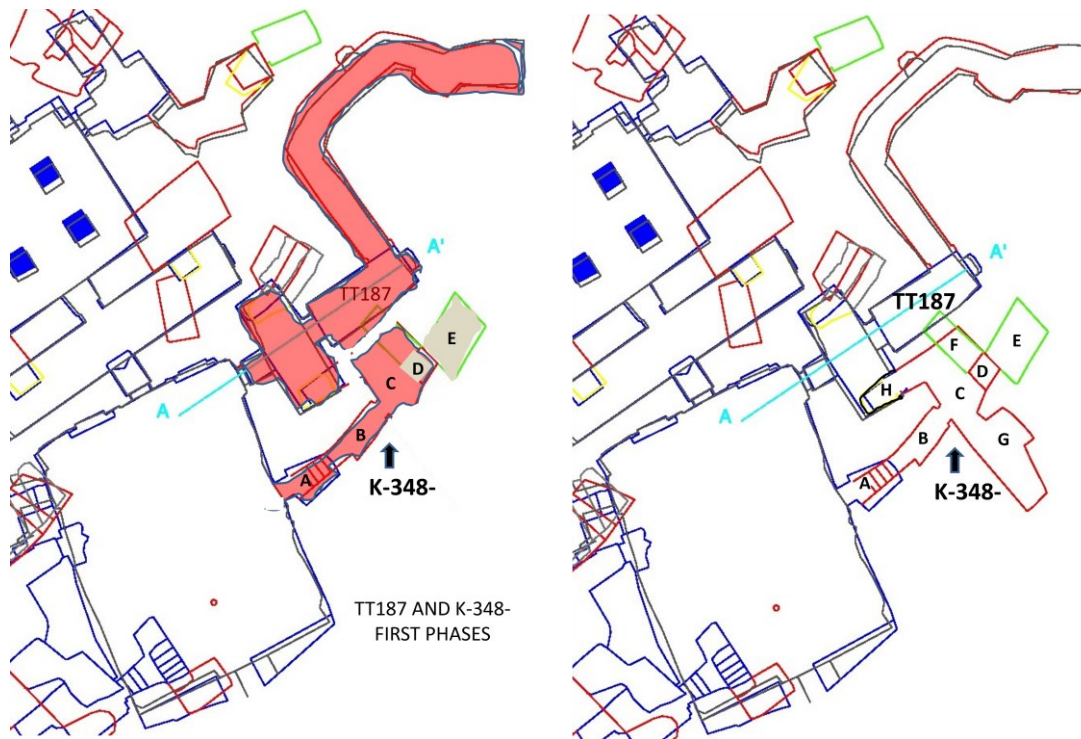 A'
TT187
E
D
C
A
B
A
K-348-
TT187 AND K-348-
FIRST PHASES
A'
TT187
F
E
D
H
C
A
B
G
A
K-348-